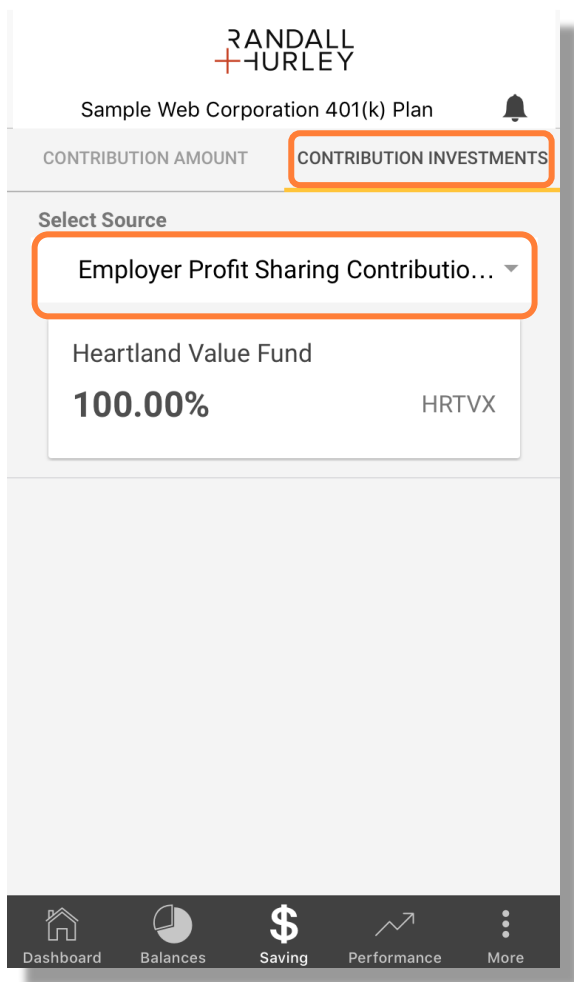 RANDALL
HURLEY
Sample Web Corporation 401(k) Plan
CONTRIBUTION AMOUNT
CONTRIBUTION INVESTMENTS
Select Source
Employer Profit Sharing Contributio...
Heartland Value Fund
100.00%
HRTVX
Dashboard
Balances
Saving
Performance
More